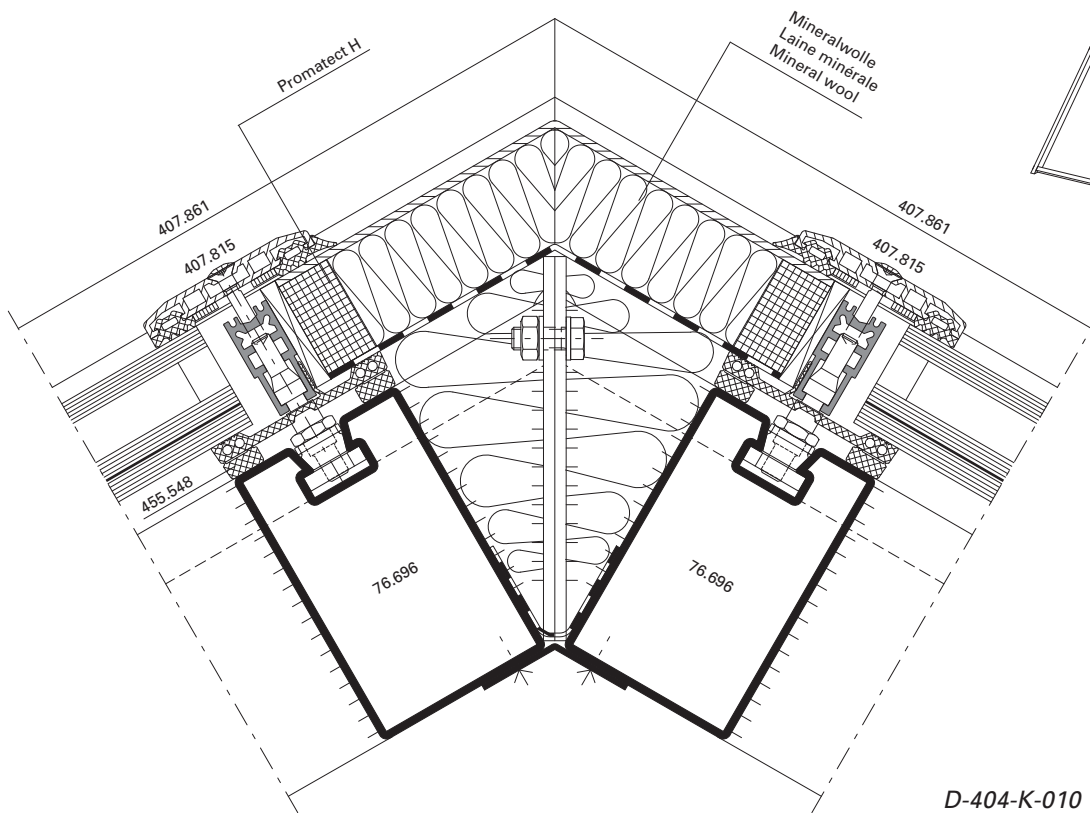 Promatect H
Mineralwolle
Laine minérale
Mineral wool
407.861
407.815
407.861
407.815
455.548
76.696
76.696
D-404-K-010